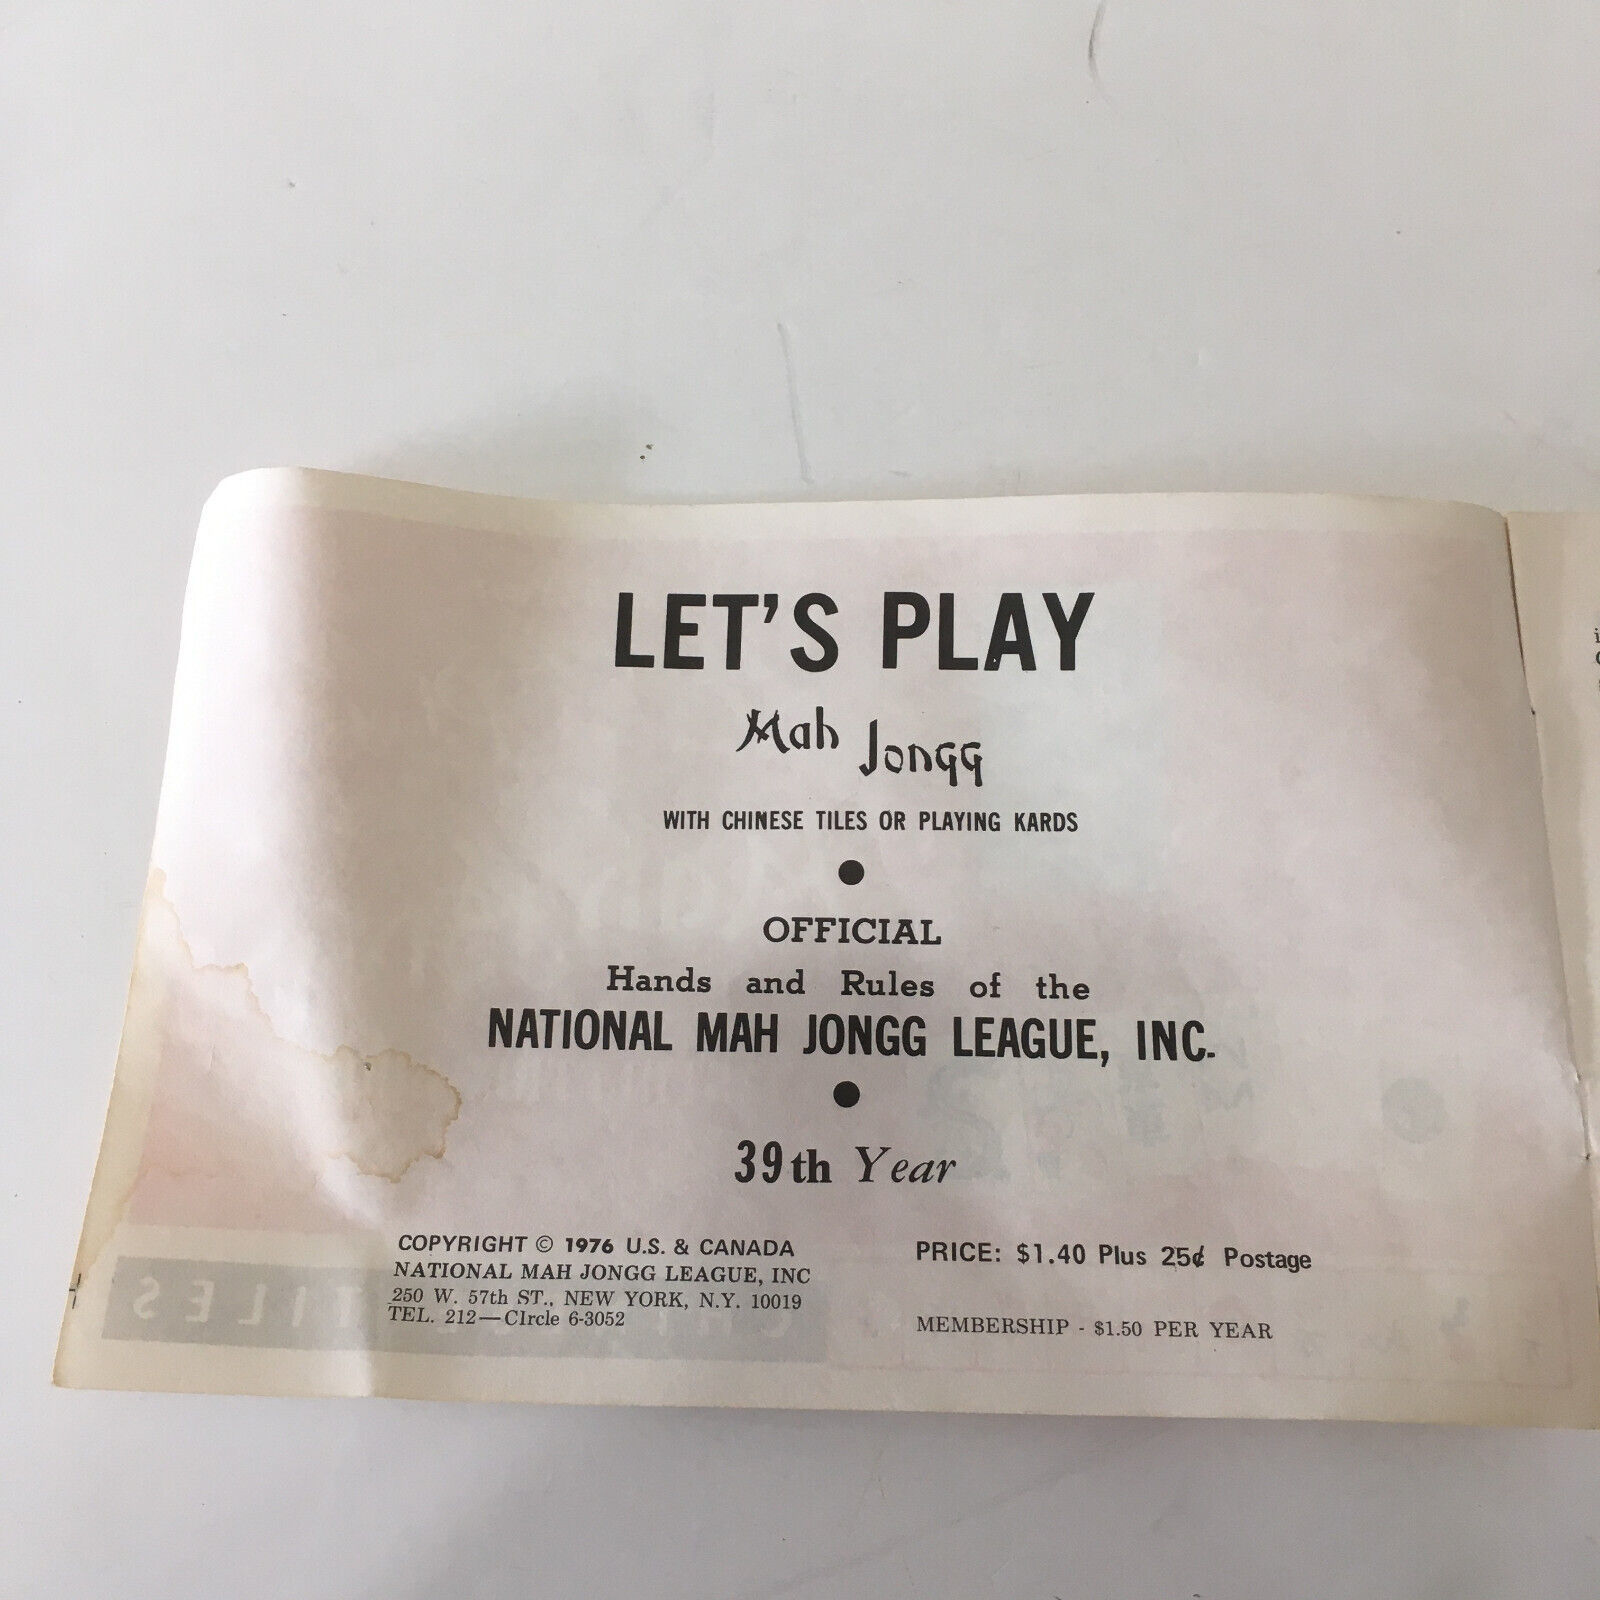 LET'S PLAY
Mah Jongg
WITH CHINESE TILES OR PLAYING KARDS
OFFICIAL
Hands and Rules of the
NATIONAL MAH JONGG LEAGUE, INC.
39th Year
COPYRIGHT © 1976 U.S. & CANADA
NATIONAL MAH JONGG LEAGUE, INC
250 W. 57th ST., NEW YORK, N.Y. 10019
TEL. 212—CIrcle 6-3052
PRICE: $1.40 Plus 25¢ Postage
MEMBERSHIP - $1.50 PER YEAR